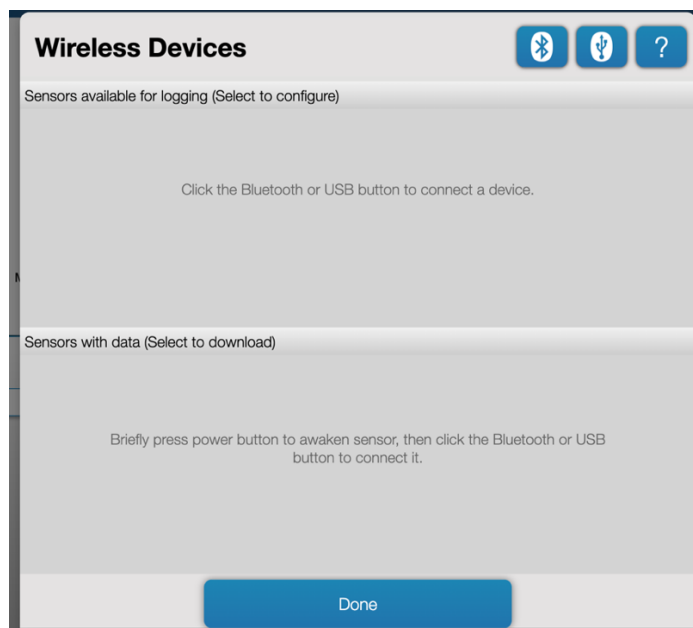 Wireless Devices
?
Sensors available for logging (Select to configure)
Click the Bluetooth or USB button to connect a device.
Sensors with data (Select to download)
Briefly press power button to awaken sensor, then click the Bluetooth or USB
button to connect it.
Done